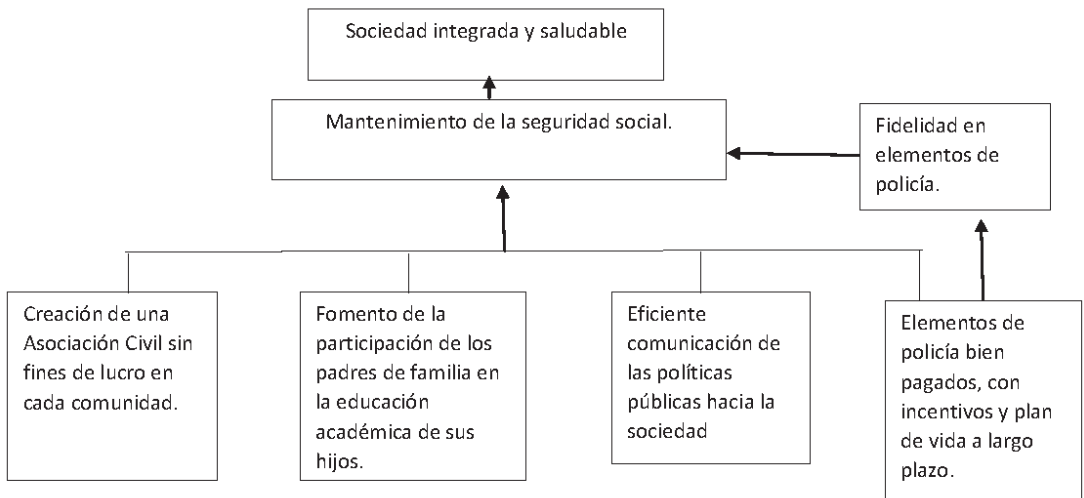 Sociedad integrada y saludable
Mantenimiento de la seguridad social.
Fidelidad en
elementos de
policía.
Creación de una
Asociación Civil sin
fines de lucro en
cada comunidad.
Fomento de la
participación de los
padres de familia en
la educación
académica de sus
hijos.
Eficiente
comunicación de
las políticas
públicas hacia la
sociedad
Elementos de
policía bien
pagados, con
incentivos y plan
de vida a largo
plazo.